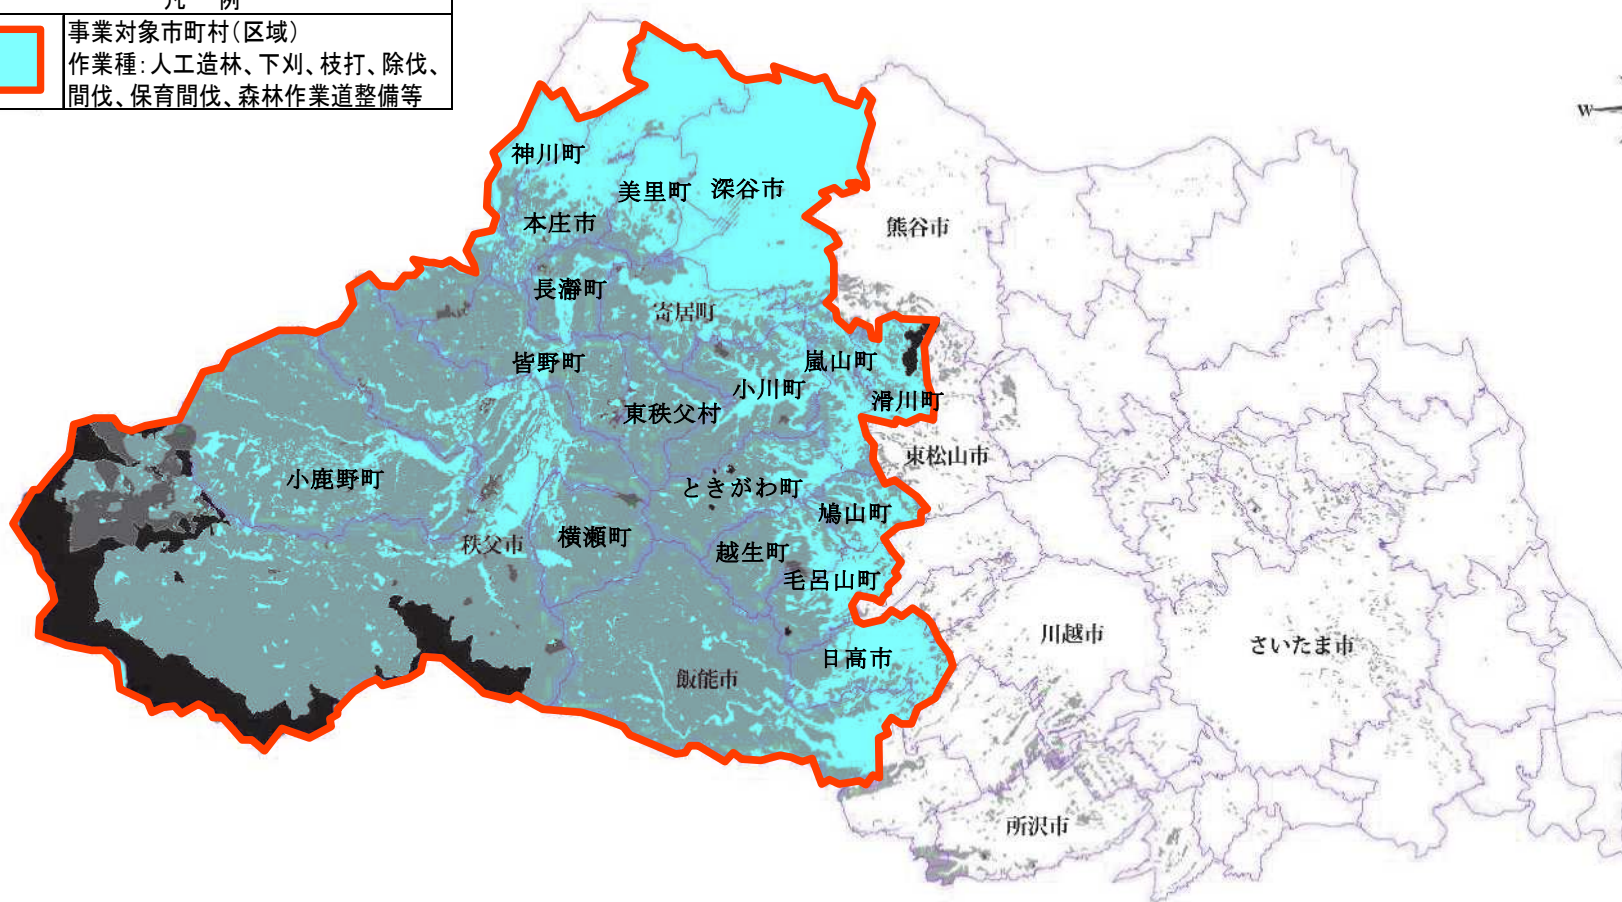 凡 例
事業対象市町村(区域)
作業種:人工造林、下刈、枝打、除伐、
間伐、保育間伐、森林作業道整備等
W
神川町
美里町
深谷市
本庄市
熊谷市
長瀞町
寄居町
皆野町
嵐山町
小川町
滑川町
東秩父村
東松山市
小鹿野町
ときがわ町
鳩山町
秩父市
横瀬町
越生町
毛呂山町
川越市
さいたま市
日高市
飯能市
所沢市